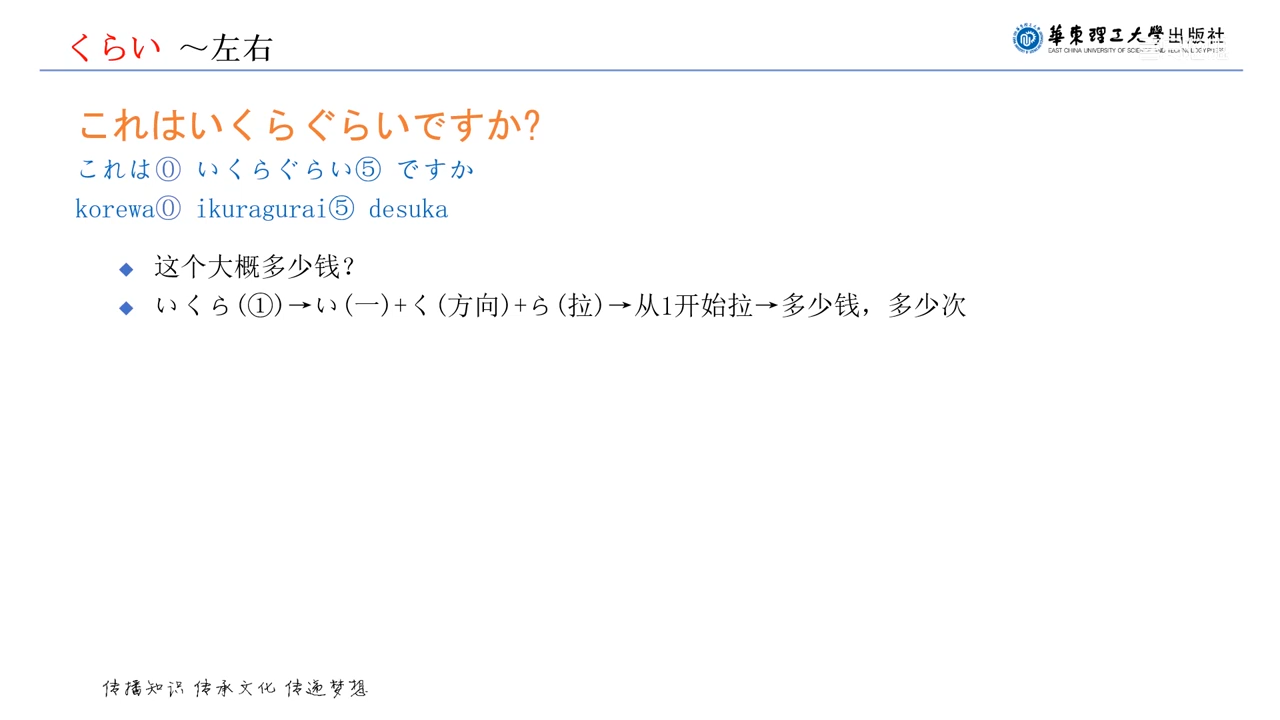 くらい ～左右
華東理工大學出版社
EAST CHINA UNIVERSITY OF SCIENCE AND TECHNOLOGY
これはいくらぐらいですか?
これは⓪ いくらぐらい⑤ ですか
korewa⓪ ikuragurai⑤ desuka
◆ 这个大概多少钱?
◆ いくら(①)→い(一)+く(方向)+ら(拉)→从1开始拉→多少钱, 多少次
传播知识 传承文化 传递梦想